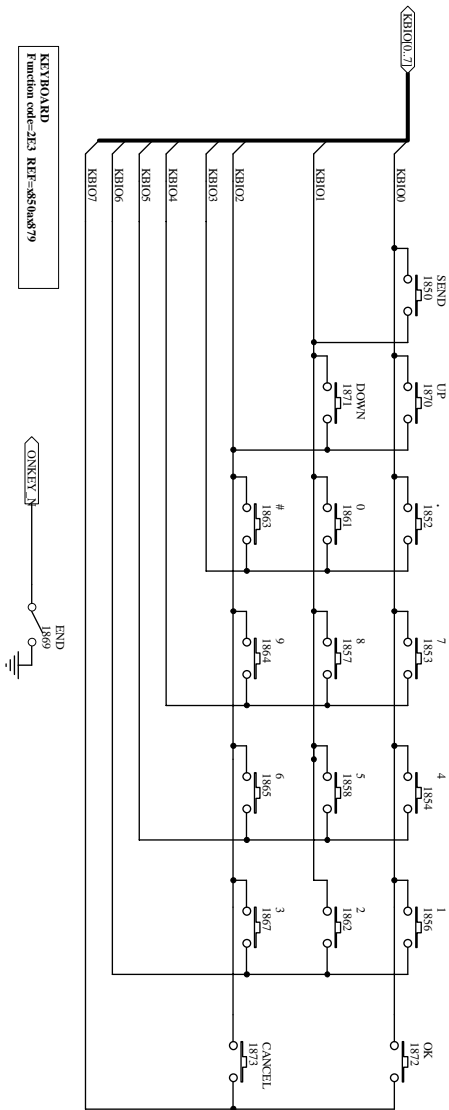 KBIO[0..7]
KBIO0
KBIO1
KBIO2
KBIO3
KBIO4
KBIO5
KBIO6
KBIO7
SEND
1850
UP
1870
DOWN
1871
.
1852
0
1861
#
1863
7
1853
8
1857
9
1864
4
1854
5
1858
6
1865
1
1856
2
1862
3
1867
OK
1872
CANCEL
1873
ONKEY_N
END
1869
KEYBOARD
Function code=2E3 REF=x850ax879